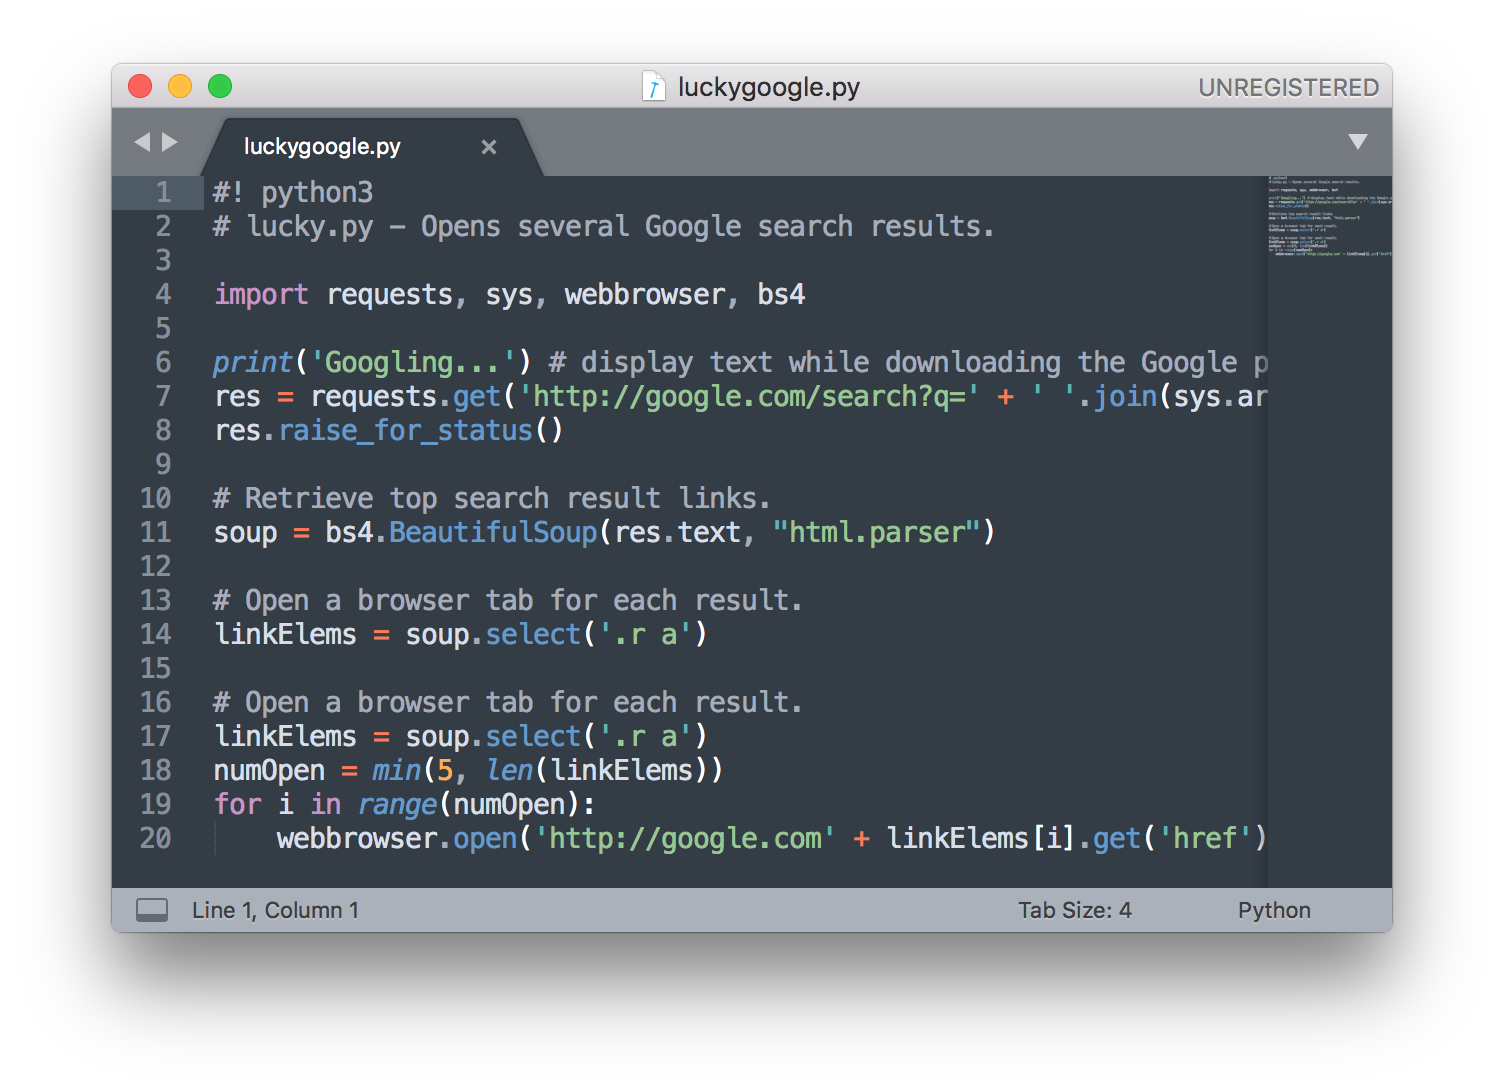 luckygoogle.py
UNREGISTERED
luckygoogle.py ×
1 #! python3
2 # lucky.py – Opens several Google search results.
3
4 import requests, sys, webbrowser, bs4
5
6 print('Googling...') # display text while downloading the Google p
7 res = requests.get('http://google.com/search?q=' + ' '.join(sys.ar
8 res.raise_for_status()
9
10 # Retrieve top search result links.
11 soup = bs4.BeautifulSoup(res.text, "html.parser")
12
13 # Open a browser tab for each result.
14 linkElems = soup.select('.r a')
15
16 # Open a browser tab for each result.
17 linkElems = soup.select('.r a')
18 numOpen = min(5, len(linkElems))
19 for i in range(numOpen):
20     webbrowser.open('http://google.com' + linkElems[i].get('href')
Line 1, Column 1
Tab Size: 4
Python